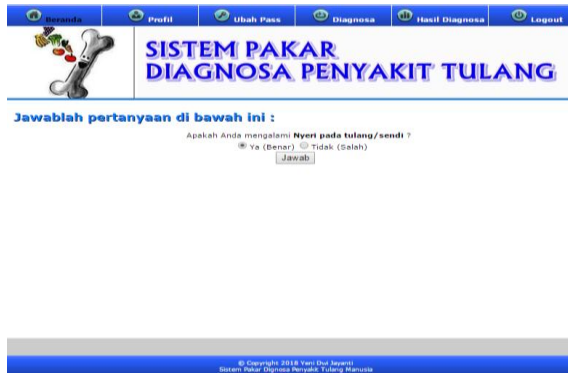 Beranda Profil Ubah Pass Diagnosa Hasil Diagnosa Logout
SISTEM PAKAR
DIAGNOSA PENYAKIT TULANG
Jawablah pertanyaan di bawah ini :
Apakah Anda mengalami Nyeri pada tulang/sendi ?
Ya (Benar) Tidak (Salah)
Jawab
© Copyright 2018 Yeni Dwi Jayanti
Sistem Pakar Dignosa Penyakit Tulang Manusia